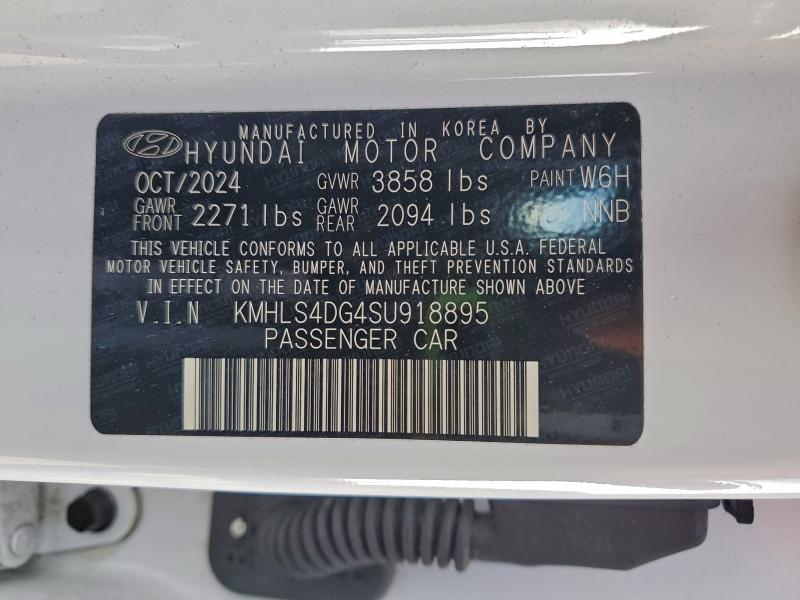 MANUFACTURED IN KOREA BY
HYUNDAI MOTOR COMPANY
OCT/2024 GVWR 3858 lbs PAINT W6H
GAWR FRONT 2271 lbs GAWR REAR 2094 lbs NNB
THIS VEHICLE CONFORMS TO ALL APPLICABLE U.S.A. FEDERAL
MOTOR VEHICLE SAFETY, BUMPER, AND THEFT PREVENTION STANDARDS
IN EFFECT ON THE DATE OF MANUFACTURE SHOWN ABOVE
V.I.N KMHLS4DG4SU918895
PASSENGER CAR